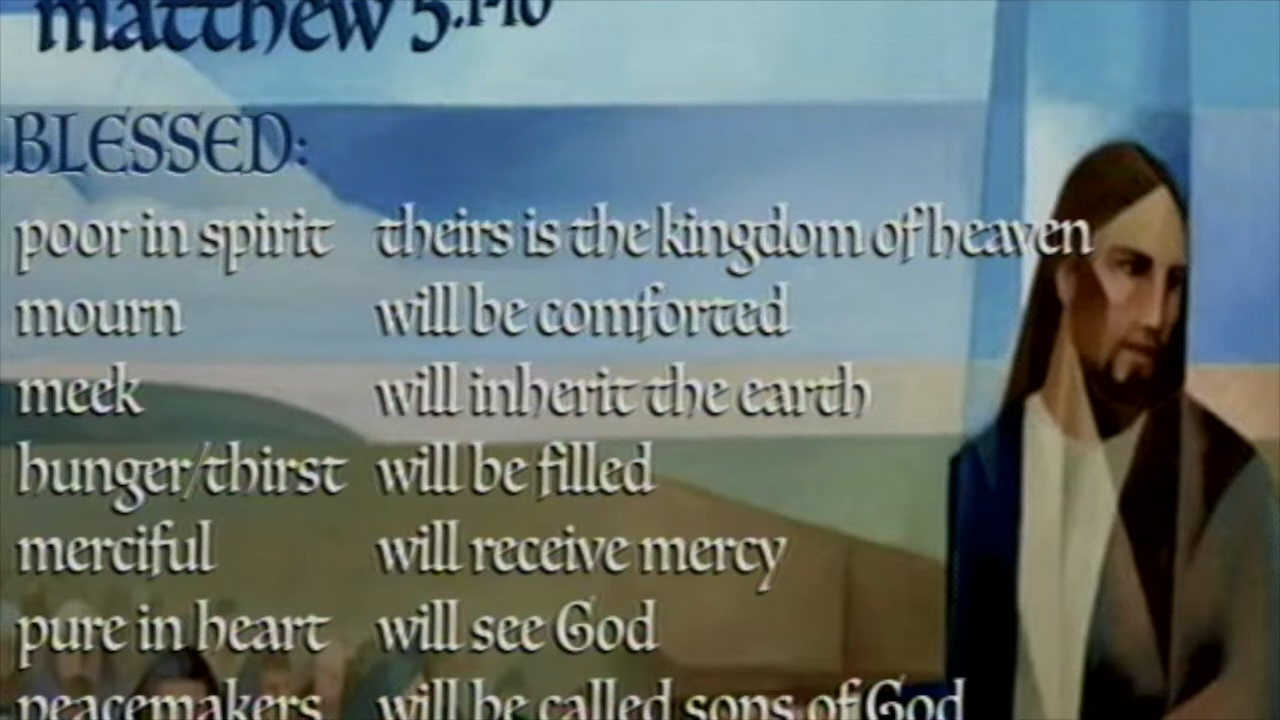 matthew 5:1-10
BLESSED:
poor in spirit theirs is the kingdom of heaven
mourn will be comforted
meek will inherit the earth
hunger/thirst will be filled
merciful will receive mercy
pure in heart will see God
peacemakers will be called sons of God